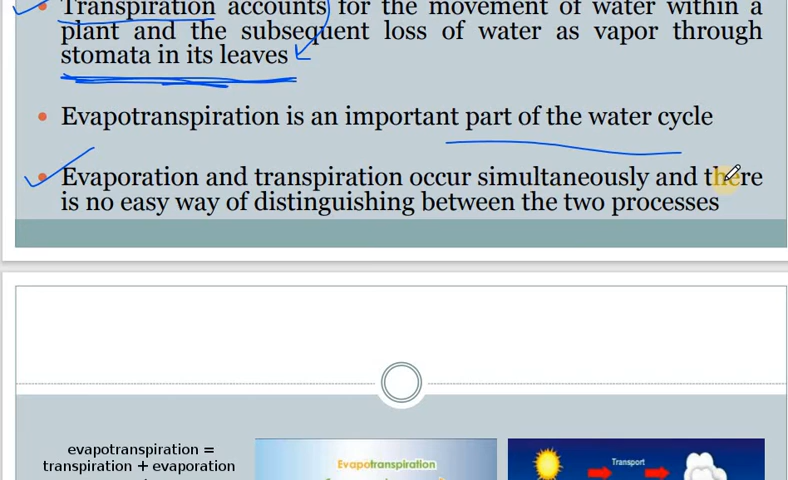 Transpiration accounts for the movement of water within a
plant and the subsequent loss of water as vapor through
stomata in its leaves
Evapotranspiration is an important part of the water cycle
Evaporation and transpiration occur simultaneously and there
is no easy way of distinguishing between the two processes
evapotranspiration =
transpiration + evaporation
Evapotranspiration
Transport